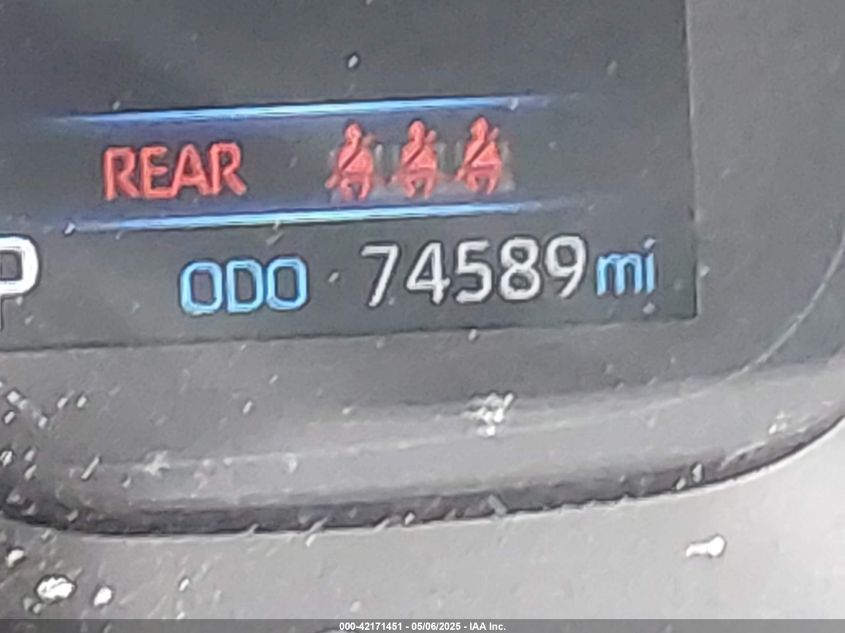 REAR
P
ODO 74589 mi
000-42171451 - 05/06/2025 - IAA Inc.